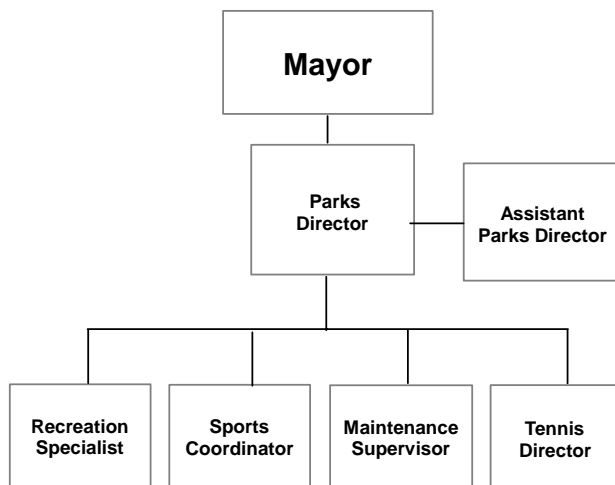 Mayor
Parks
Director
Assistant
Parks Director
Recreation
Specialist
Sports
Coordinator
Maintenance
Supervisor
Tennis
Director